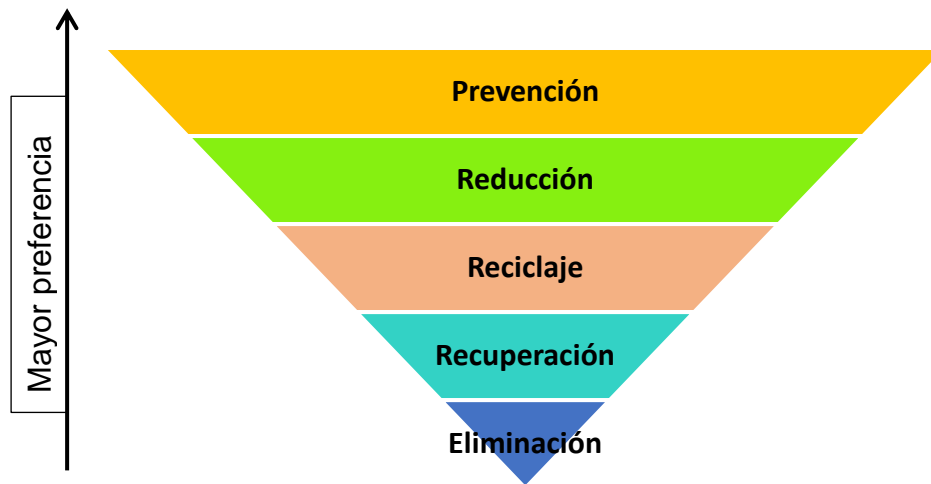 Mayor preferencia
Prevención
Reducción
Reciclaje
Recuperación
Eliminación